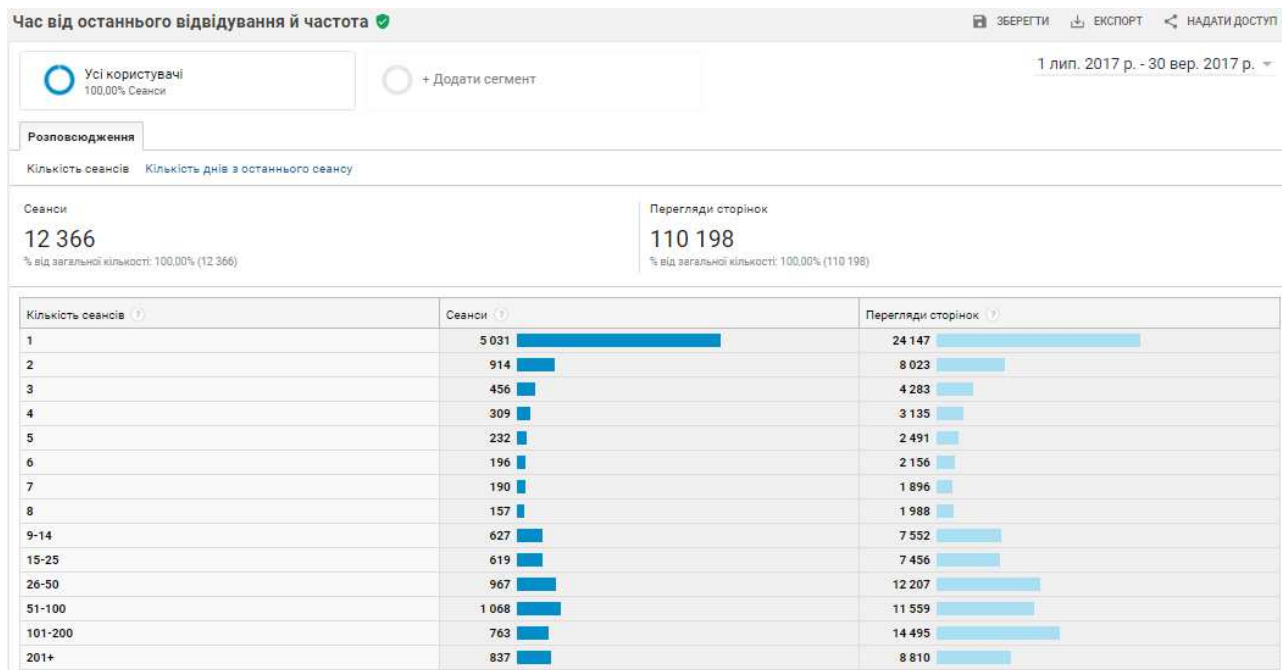 Час від останнього відвідування й частота
ЗБЕРЕГТИ ЕКСПОРТ НАДАТИ ДОСТУП
Усі користувачі
100,00% Сеанси
+ Додати сегмент
1 лип. 2017 р. - 30 вер. 2017 р.
Розповсюдження
Кількість сеансів Кількість днів з останнього сеансу
Сеанси
12 366
% від загальної кількості: 100,00% (12 366)
Перегляди сторінок
110 198
% від загальної кількості: 100,00% (110 198)
Кількість сеансів ? Сеанси ? Перегляди сторінок ?
1 5 031 24 147
2 914 8 023
3 456 4 283
4 309 3 135
5 232 2 491
6 196 2 156
7 190 1 896
8 157 1 988
9-14 627 7 552
15-25 619 7 456
26-50 967 12 207
51-100 1 068 11 559
101-200 763 14 495
201+ 837 8 810